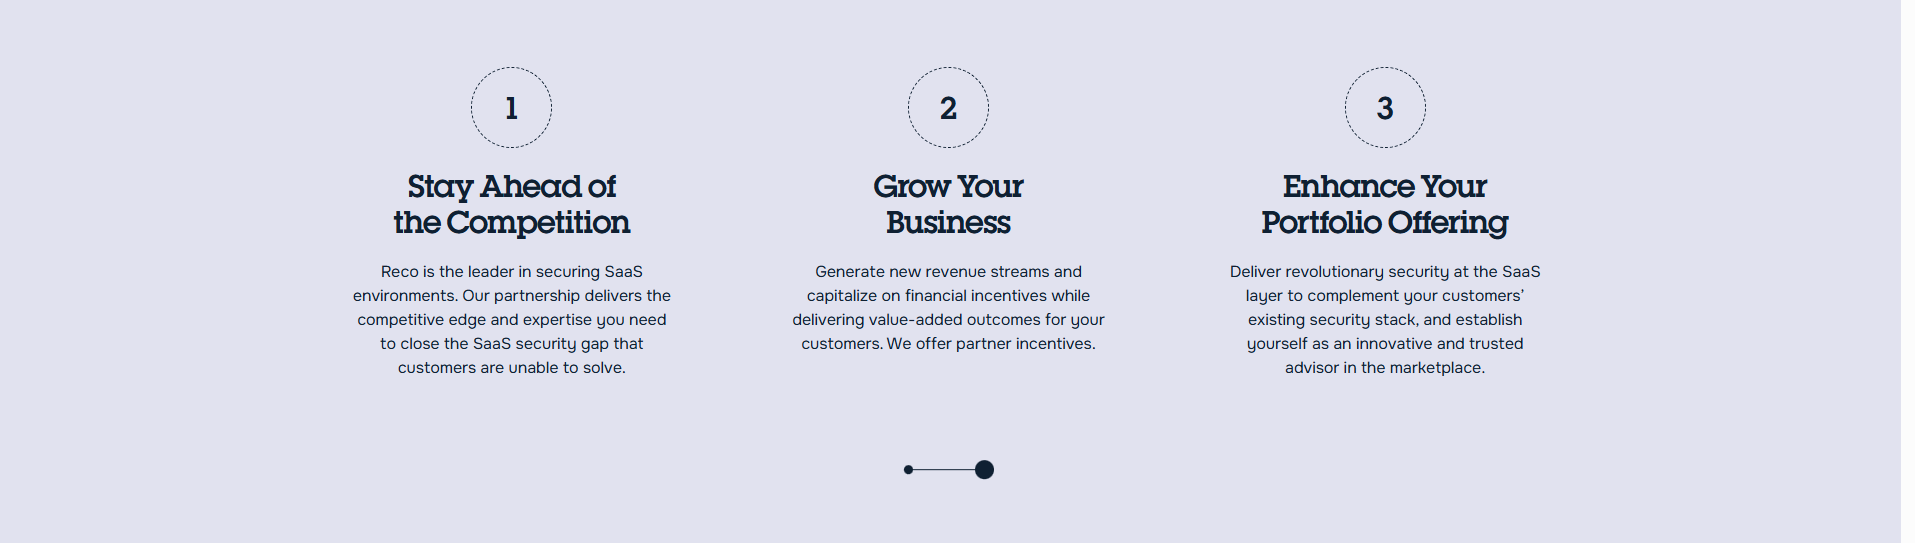 1
Stay Ahead of
the Competition
Reco is the leader in securing SaaS
environments. Our partnership delivers the
competitive edge and expertise you need
to close the SaaS security gap that
customers are unable to solve.
2
Grow Your
Business
Generate new revenue streams and
capitalize on financial incentives while
delivering value-added outcomes for your
customers. We offer partner incentives.
3
Enhance Your
Portfolio Offering
Deliver revolutionary security at the SaaS
layer to complement your customers’
existing security stack, and establish
yourself as an innovative and trusted
advisor in the marketplace.